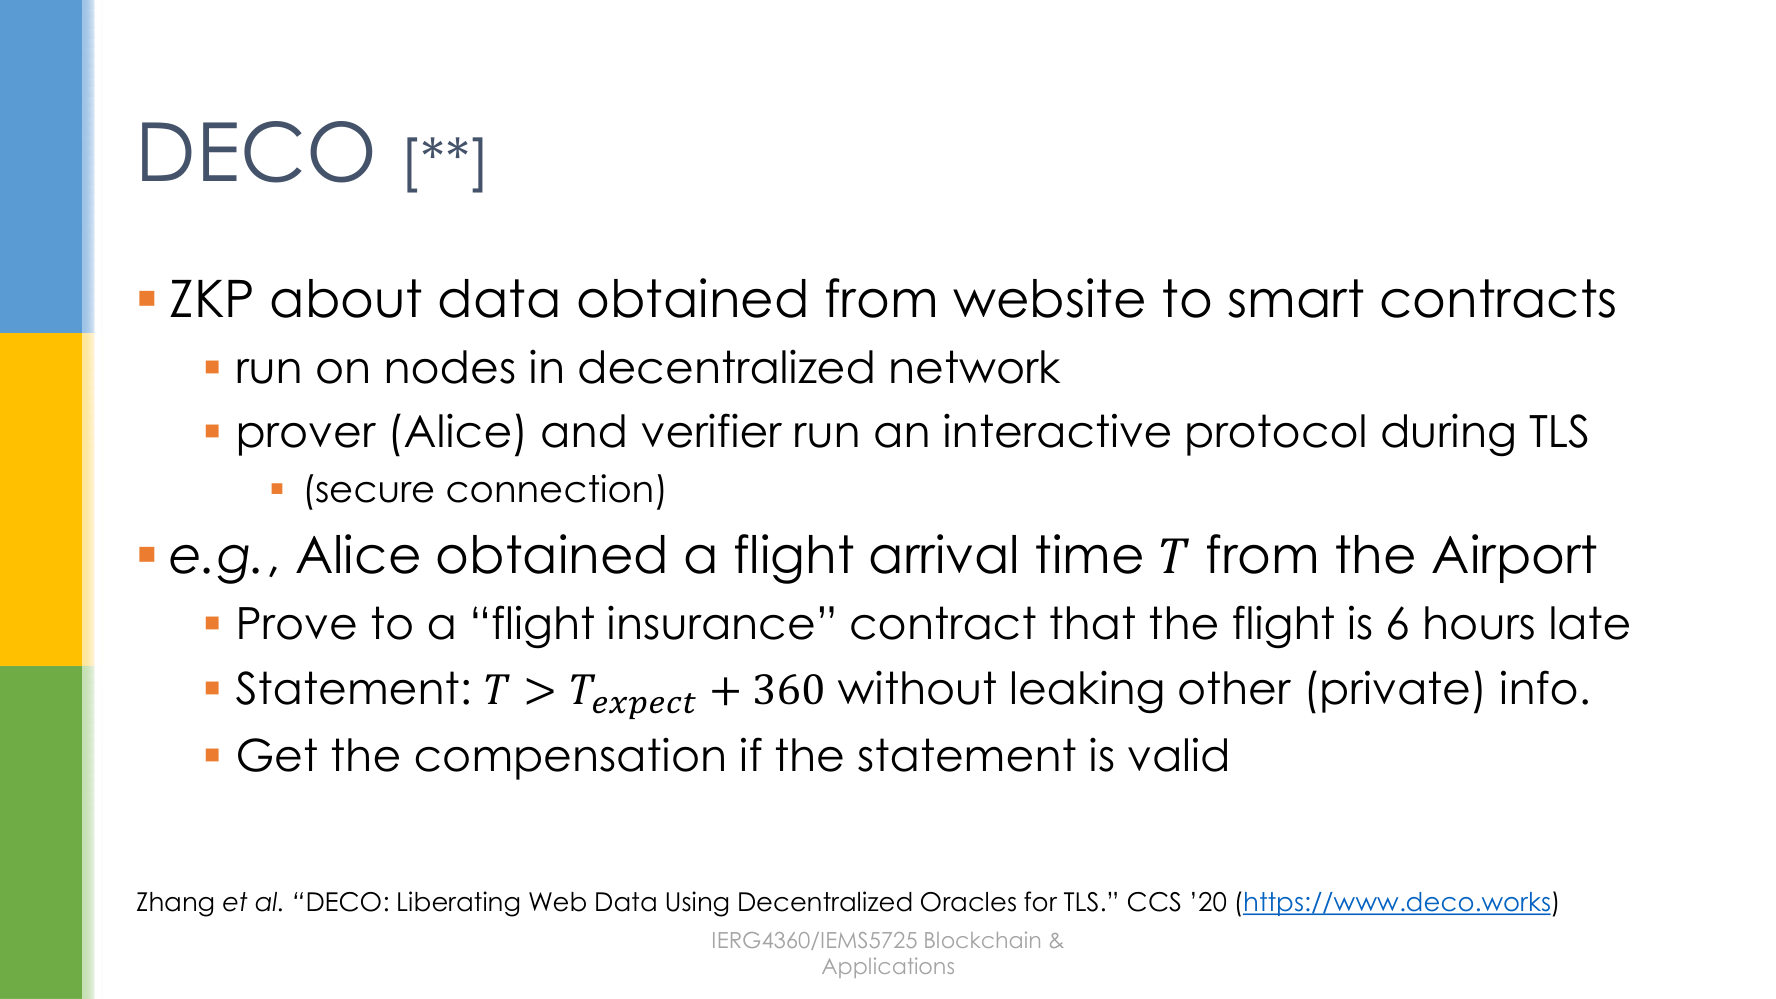 DECO [**]
▪ ZKP about data obtained from website to smart contracts
▪ run on nodes in decentralized network
▪ prover (Alice) and verifier run an interactive protocol during TLS
▪ (secure connection)
▪ e.g., Alice obtained a flight arrival time T from the Airport
▪ Prove to a “flight insurance” contract that the flight is 6 hours late
▪ Statement: T > T_expect + 360 without leaking other (private) info.
▪ Get the compensation if the statement is valid
Zhang et al. “DECO: Liberating Web Data Using Decentralized Oracles for TLS.” CCS ’20 (https://www.deco.works)
IERG4360/IEMS5725 Blockchain &
Applications